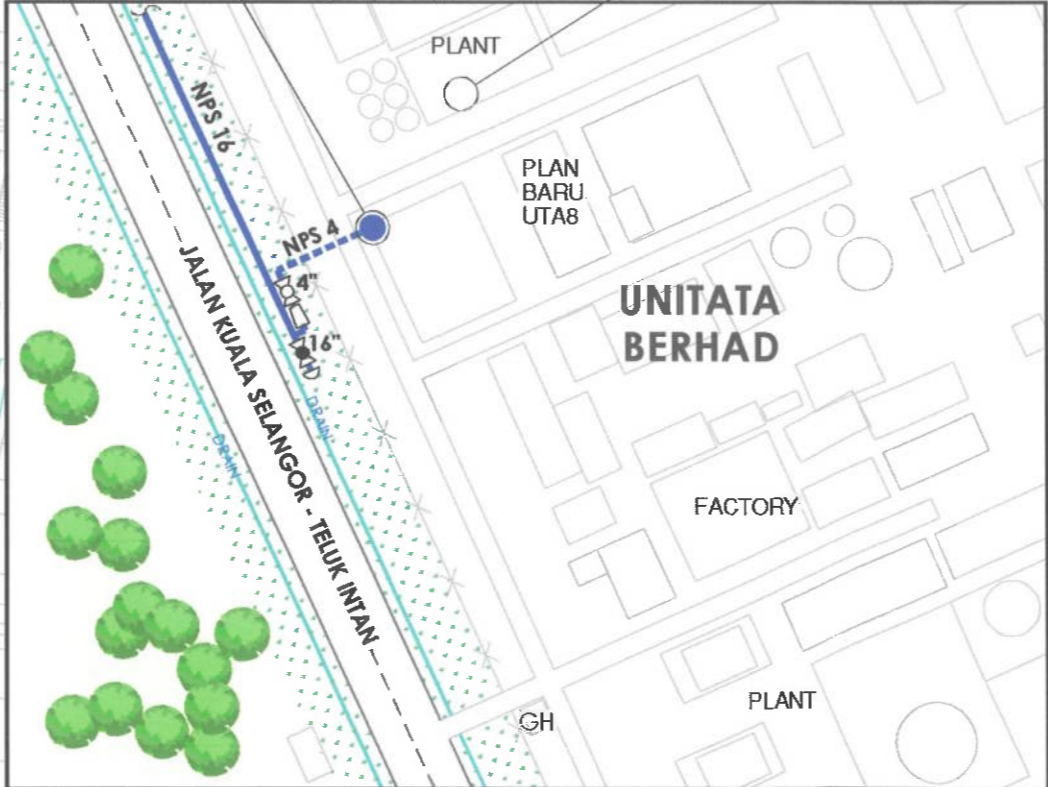 PLANT
NPS 16
PLAN
BARU
UTA8
NPS 4
4"
16"
UNITATA
BERHAD
JALAN KUALA SELANGOR - TELUK INTAN
DRAIN
DRAIN
FACTORY
PLANT
GH